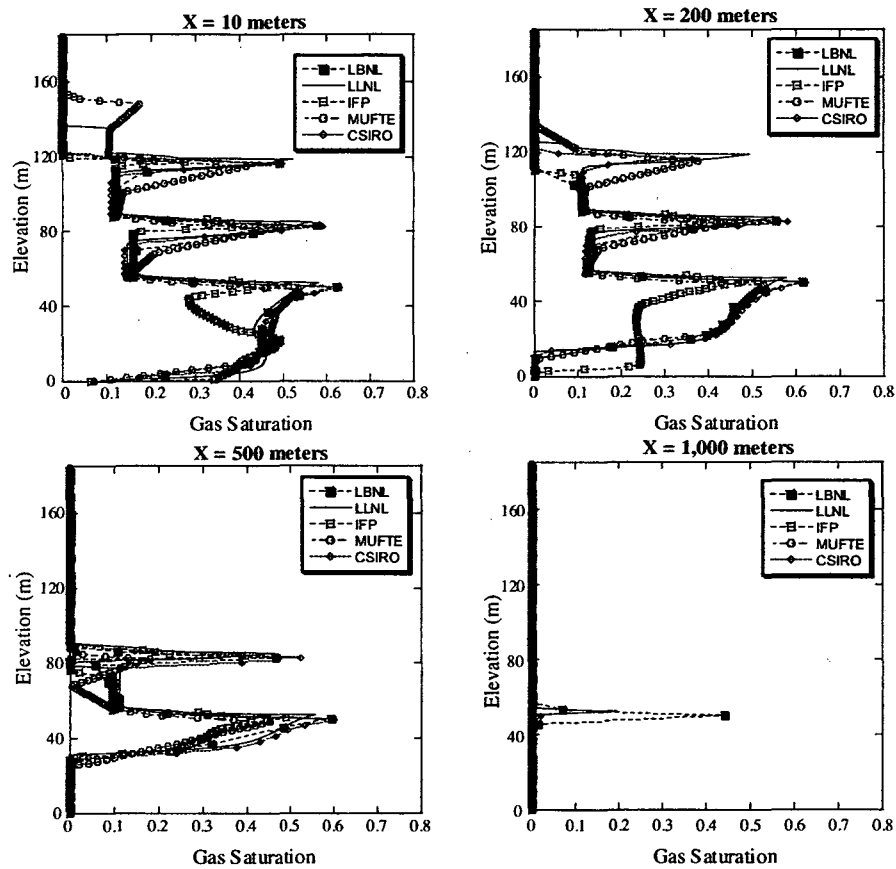 X = 10 meters
Elevation (m)
160
120
80
40
0
LBNL
LLNL
IFP
MUFTE
CSIRO
0 0.1 0.2 0.3 0.4 0.5 0.6 0.7 0.8
Gas Saturation
X = 200 meters
Elevation (m)
160
120
80
40
0
LBNL
LLNL
IFP
MUFTE
CSIRO
0 0.1 0.2 0.3 0.4 0.5 0.6 0.7 0.8
Gas Saturation
X = 500 meters
Elevation (m)
160
120
80
40
0
LBNL
LLNL
IFP
MUFTE
CSIRO
0 0.1 0.2 0.3 0.4 0.5 0.6 0.7 0.8
Gas Saturation
X = 1,000 meters
Elevation (m)
160
120
80
40
0
LBNL
LLNL
IFP
MUFTE
CSIRO
0 0.1 0.2 0.3 0.4 0.5 0.6 0.7 0.8
Gas Saturation